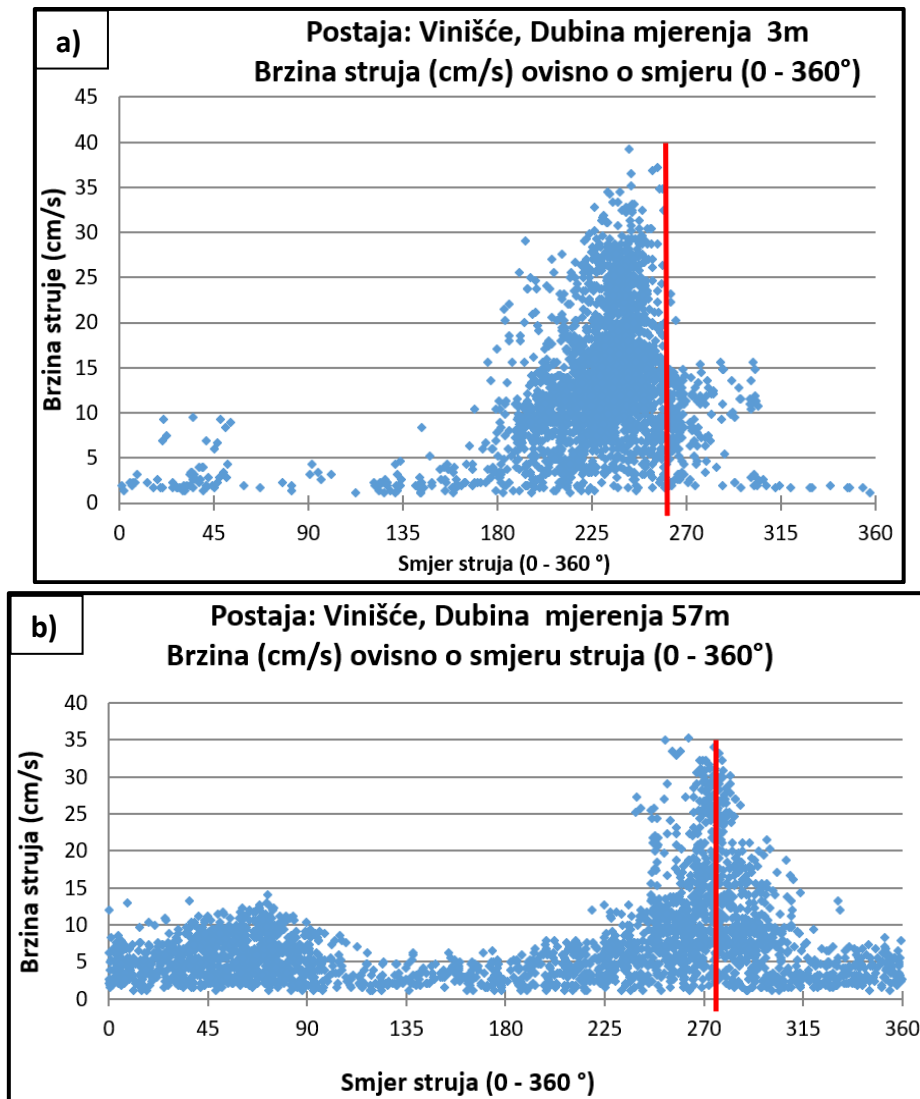 a)
Postaja: Vinišće, Dubina mjerenja 3m
Brzina struja (cm/s) ovisno o smjeru (0 - 360°)
Brzina struje (cm/s)
45
40
35
30
25
20
15
10
5
0
0 45 90 135 180 225 270 315 360
Smjer struja (0 - 360 °)
b)
Postaja: Vinišće, Dubina mjerenja 57m
Brzina (cm/s) ovisno o smjeru struja (0 - 360°)
Brzina struja (cm/s)
40
35
30
25
20
15
10
5
0
0 45 90 135 180 225 270 315 360
Smjer struja (0 - 360 °)